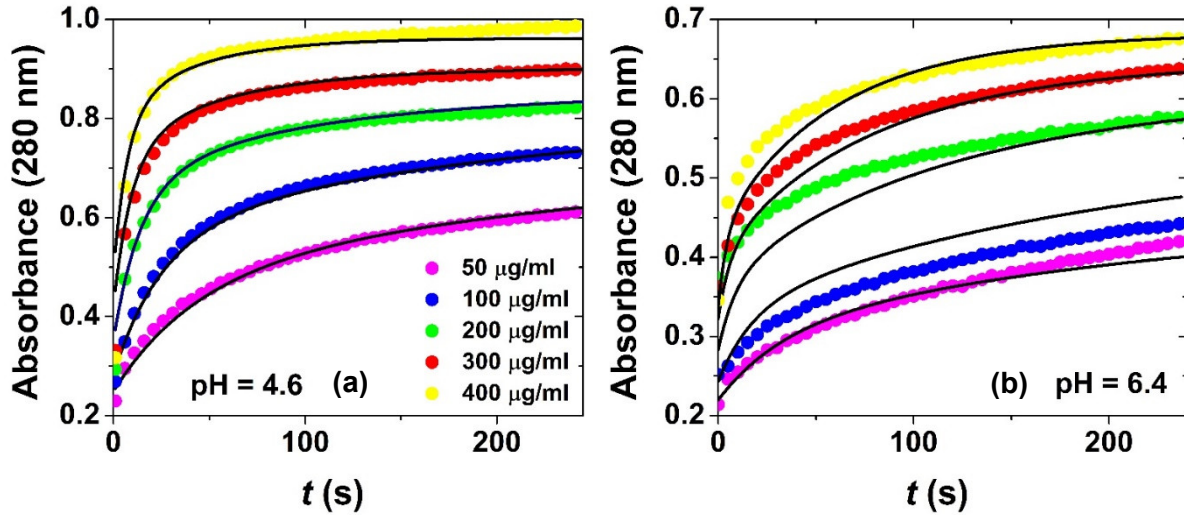 1.0
0.8
0.6
0.4
0.2
Absorbance (280 nm)
50 μg/ml
100 μg/ml
200 μg/ml
300 μg/ml
400 μg/ml
pH = 4.6 (a)
0 100 200
t (s)
0.7
0.6
0.5
0.4
0.3
0.2
Absorbance (280 nm)
(b) pH = 6.4
0 100 200
t (s)